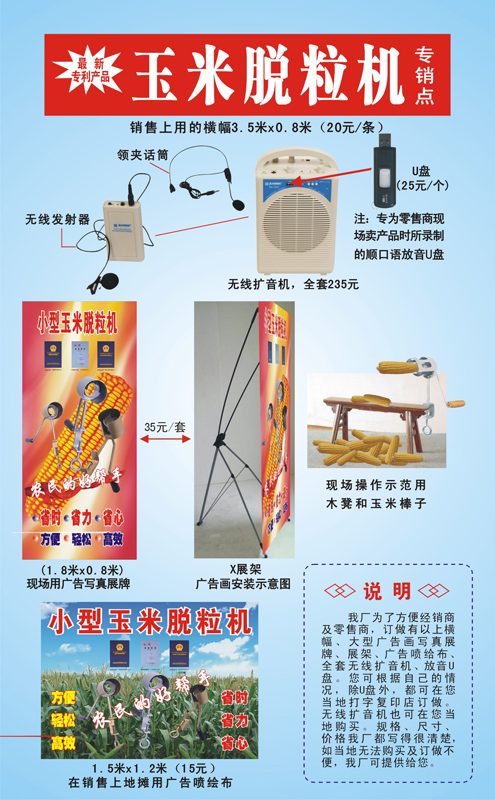 最新
专利产品
玉米脱粒机
专销点
销售上用的横幅3.5米x0.8米（20元/条）
领夹话筒
无线发射器
U盘
(25元/个)
注：专为零售商现
场卖产品时所录制
的顺口语放音U盘
无线扩音机，全套235元
小型玉米脱粒机
农民的好帮手
省时·省力·省心
方便·轻松·高效
35元/套
(1.8米x0.8米)
现场用广告写真展牌
X展架
广告画安装示意图
现场操作示范用
木凳和玉米棒子
小型玉米脱粒机
农民的好帮手
方便
轻松
高效
省时
省力
省心
1.5米x1.2米（15元）
在销售上地摊用广告喷绘布
说明
我厂为了方便经销商
及零售商，订做有以上横
幅、大型广告画写真展
牌、展架、广告喷绘布、
全套无线扩音机、放音U
盘。您可根据自己的情
况，除U盘外，都可在您
当地打字复印店订做。
无线扩音机也可在您当
地购买。规格、尺寸、
价格我厂都写得很清楚，
如当地无法购买及订做不
便，我厂可提供给您。